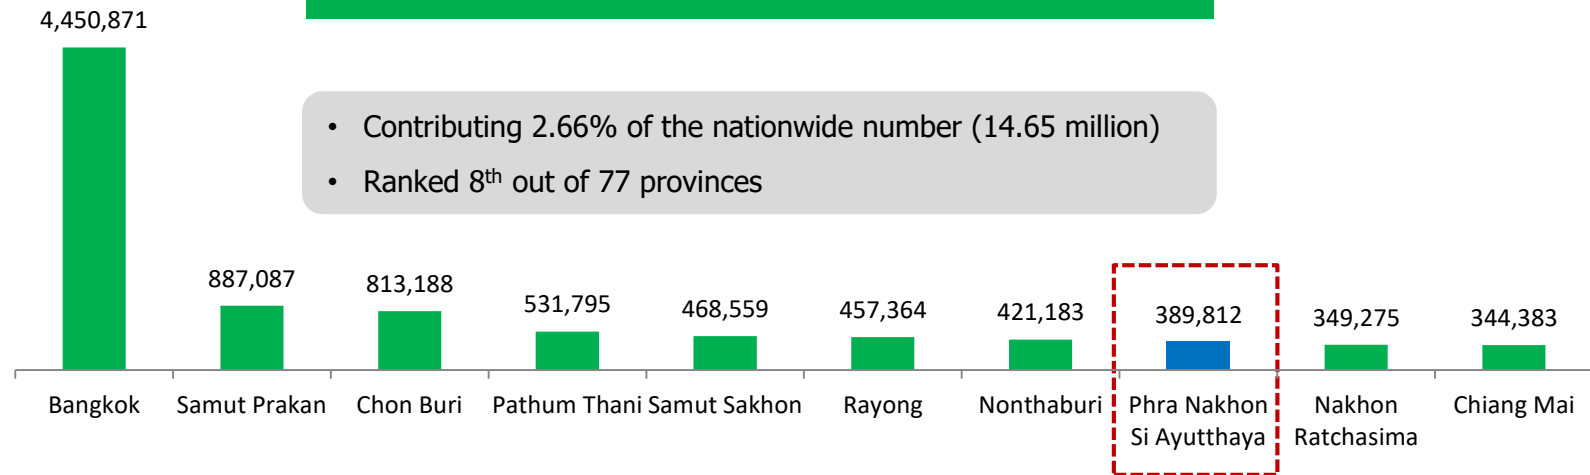 4,450,871
• Contributing 2.66% of the nationwide number (14.65 million)
• Ranked 8th out of 77 provinces
887,087
813,188
531,795
468,559
457,364
421,183
389,812
349,275
344,383
Bangkok
Samut Prakan
Chon Buri
Pathum Thani
Samut Sakhon
Rayong
Nonthaburi
Phra Nakhon
Si Ayutthaya
Nakhon
Ratchasima
Chiang Mai